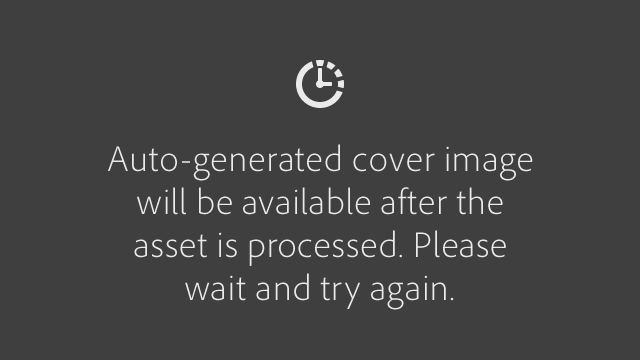 Auto-generated cover image
will be available after the
asset is processed. Please
wait and try again.